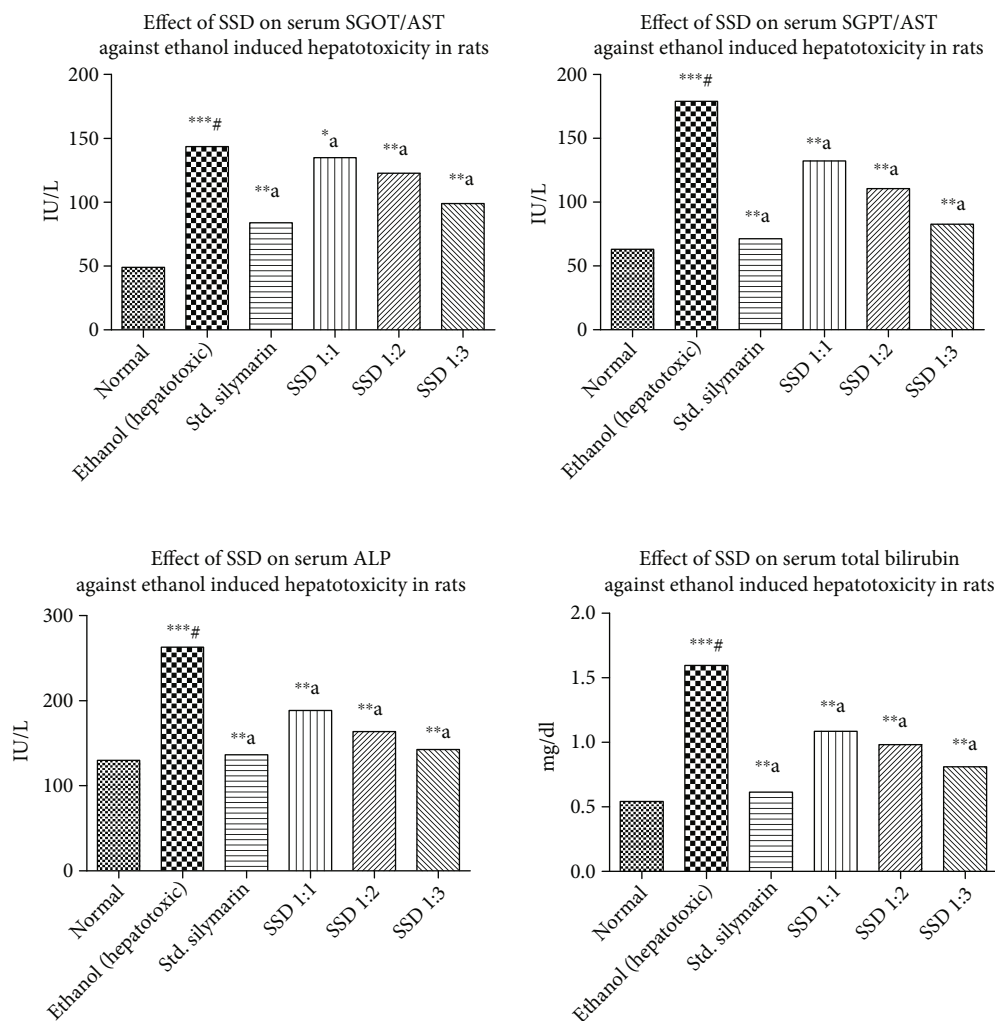 Effect of SSD on serum SGOT/AST
against ethanol induced hepatotoxicity in rats
200
150
100
50
0
IU/L
***#
**a
*a
**a
**a
Normal
Ethanol (hepatotoxic)
Std. silymarin
SSD 1:1
SSD 1:2
SSD 1:3
Effect of SSD on serum SGPT/AST
against ethanol induced hepatotoxicity in rats
200
150
100
50
0
IU/L
***#
**a
**a
**a
**a
Normal
Ethanol (hepatotoxic)
Std. silymarin
SSD 1:1
SSD 1:2
SSD 1:3
Effect of SSD on serum ALP
against ethanol induced hepatotoxicity in rats
300
200
100
0
IU/L
***#
**a
**a
**a
**a
Normal
Ethanol (hepatotoxic)
Std. silymarin
SSD 1:1
SSD 1:2
SSD 1:3
Effect of SSD on serum total bilirubin
against ethanol induced hepatotoxicity in rats
2.0
1.5
1.0
0.5
0.0
mg/dl
***#
**a
**a
**a
**a
Normal
Ethanol (hepatotoxic)
Std. silymarin
SSD 1:1
SSD 1:2
SSD 1:3